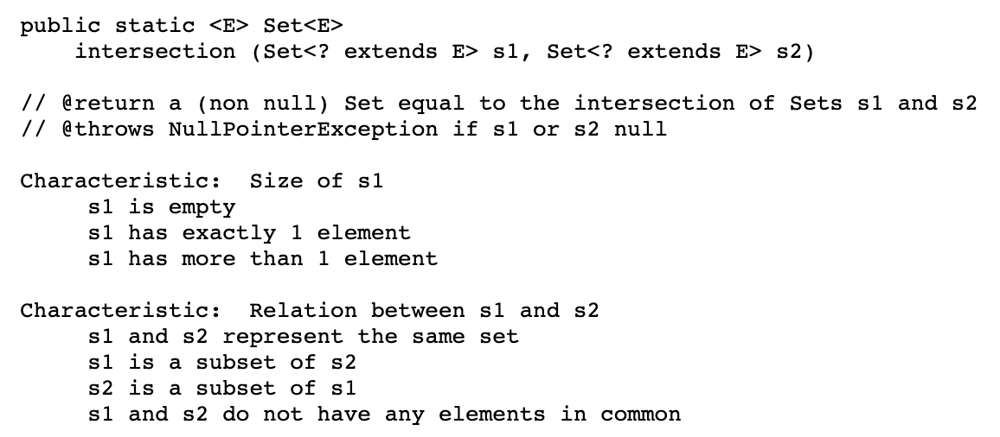 public static <E> Set<E>
intersection (Set<? extends E> s1, Set<? extends E> s2)
// @return a (non null) Set equal to the intersection of Sets s1 and s2
// @throws NullPointerException if s1 or s2 null
Characteristic: Size of s1
s1 is empty
s1 has exactly 1 element
s1 has more than 1 element
Characteristic: Relation between s1 and s2
s1 and s2 represent the same set
s1 is a subset of s2
s2 is a subset of s1
s1 and s2 do not have any elements in common